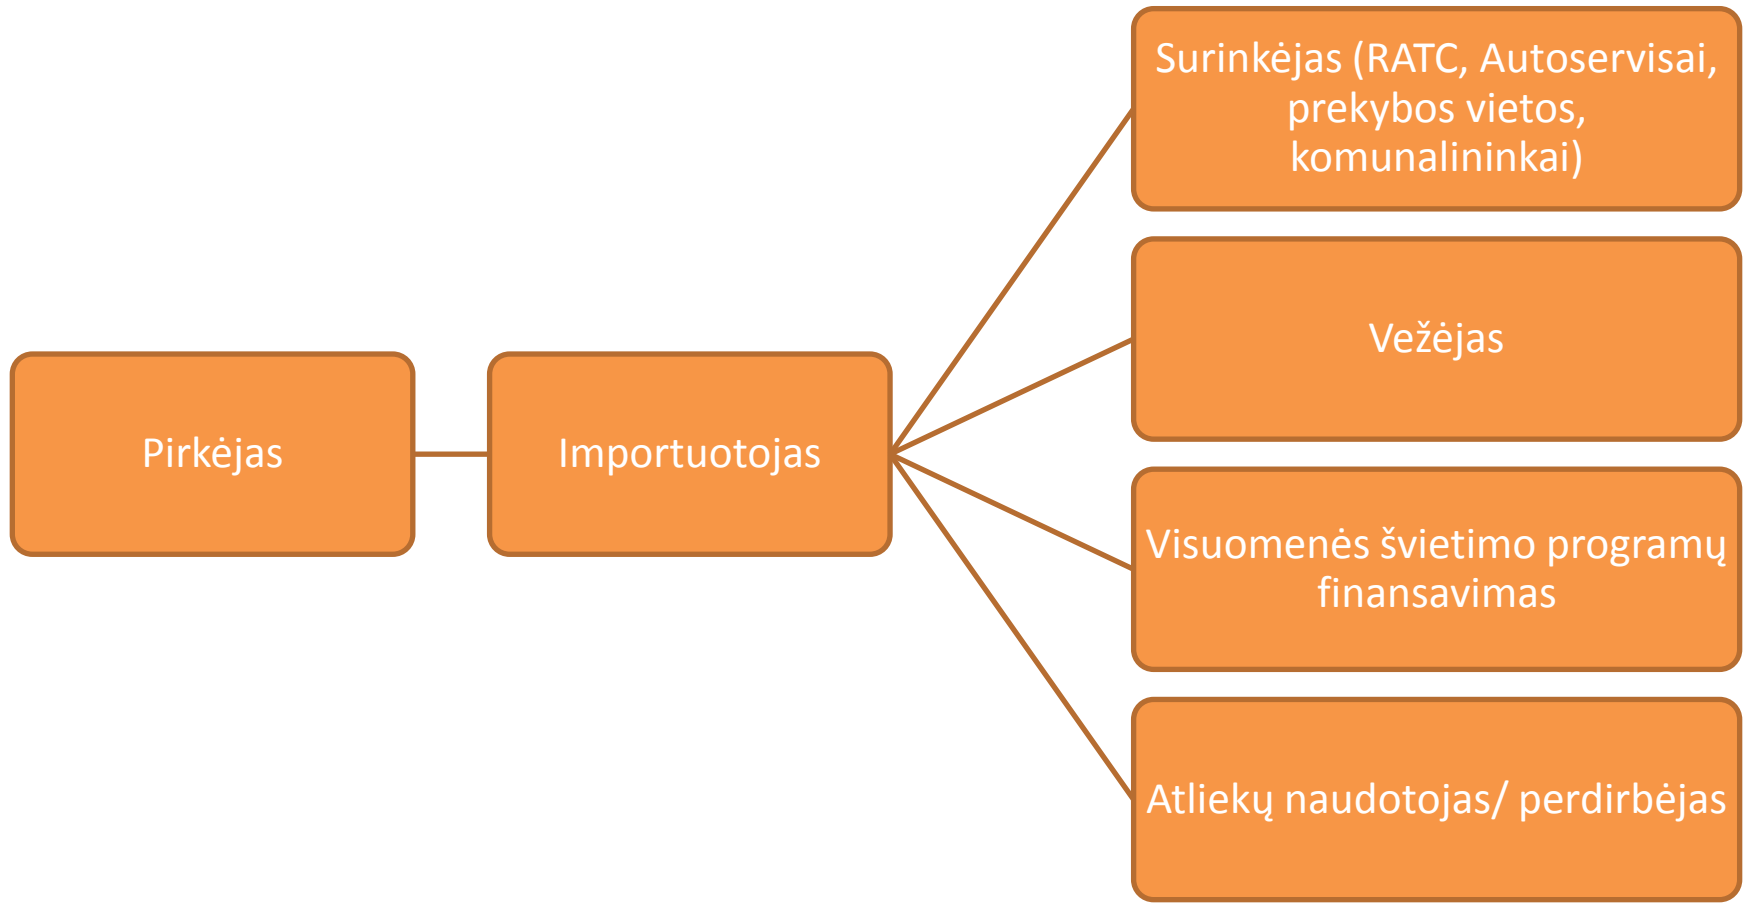 Pirkėjas
Importuotojas
Surinkėjas (RATC, Autoservisai,
prekybos vietos,
komunalininkai)
Vežėjas
Visuomenės švietimo programų
finansavimas
Atliekų naudotojas/ perdirbėjas